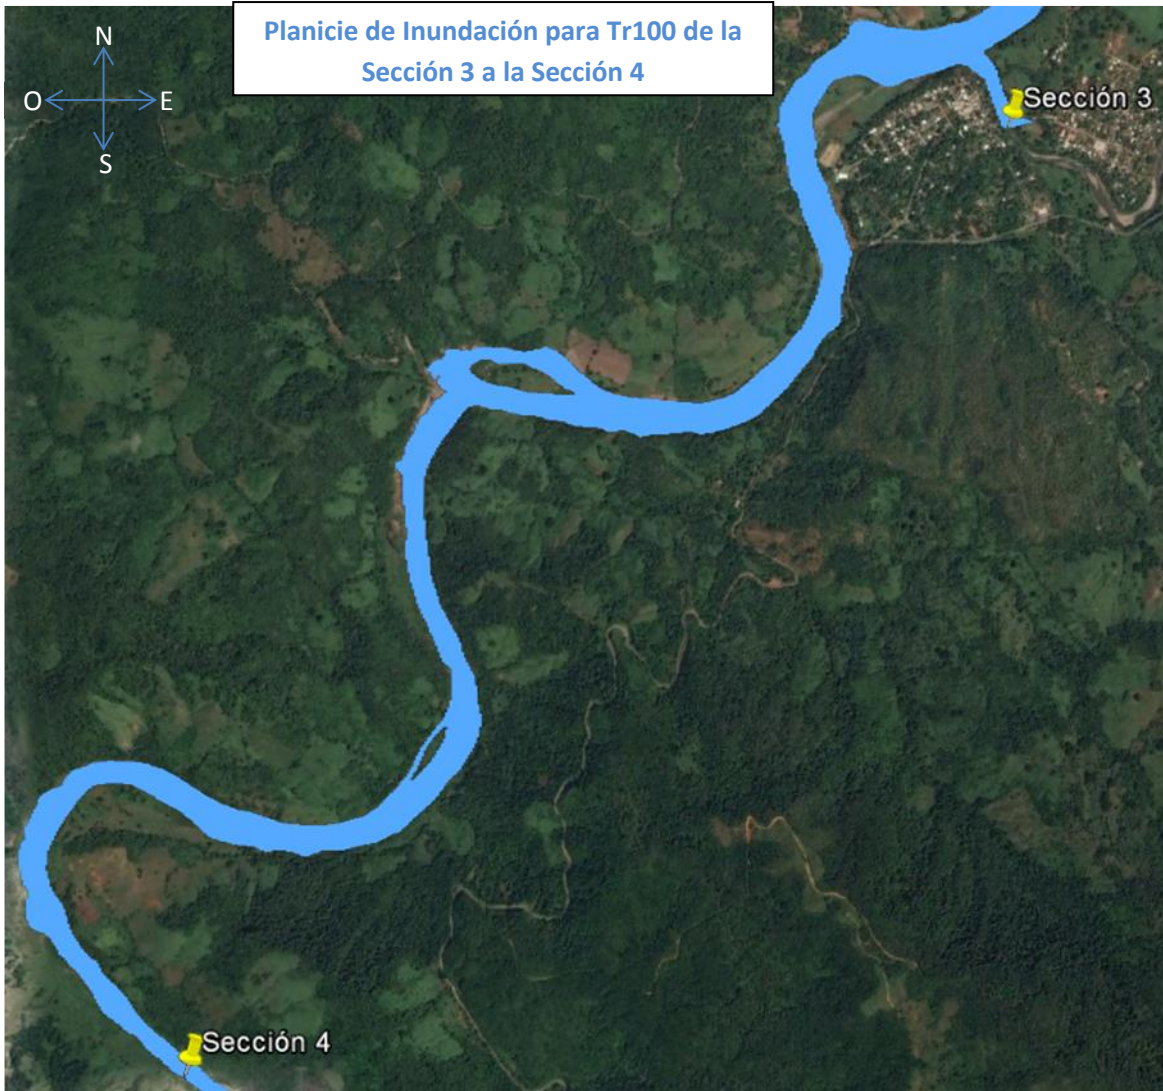 Planicie de Inundación para Tr100 de la
Sección 3 a la Sección 4
N
O
E
S
Sección 3
Sección 4